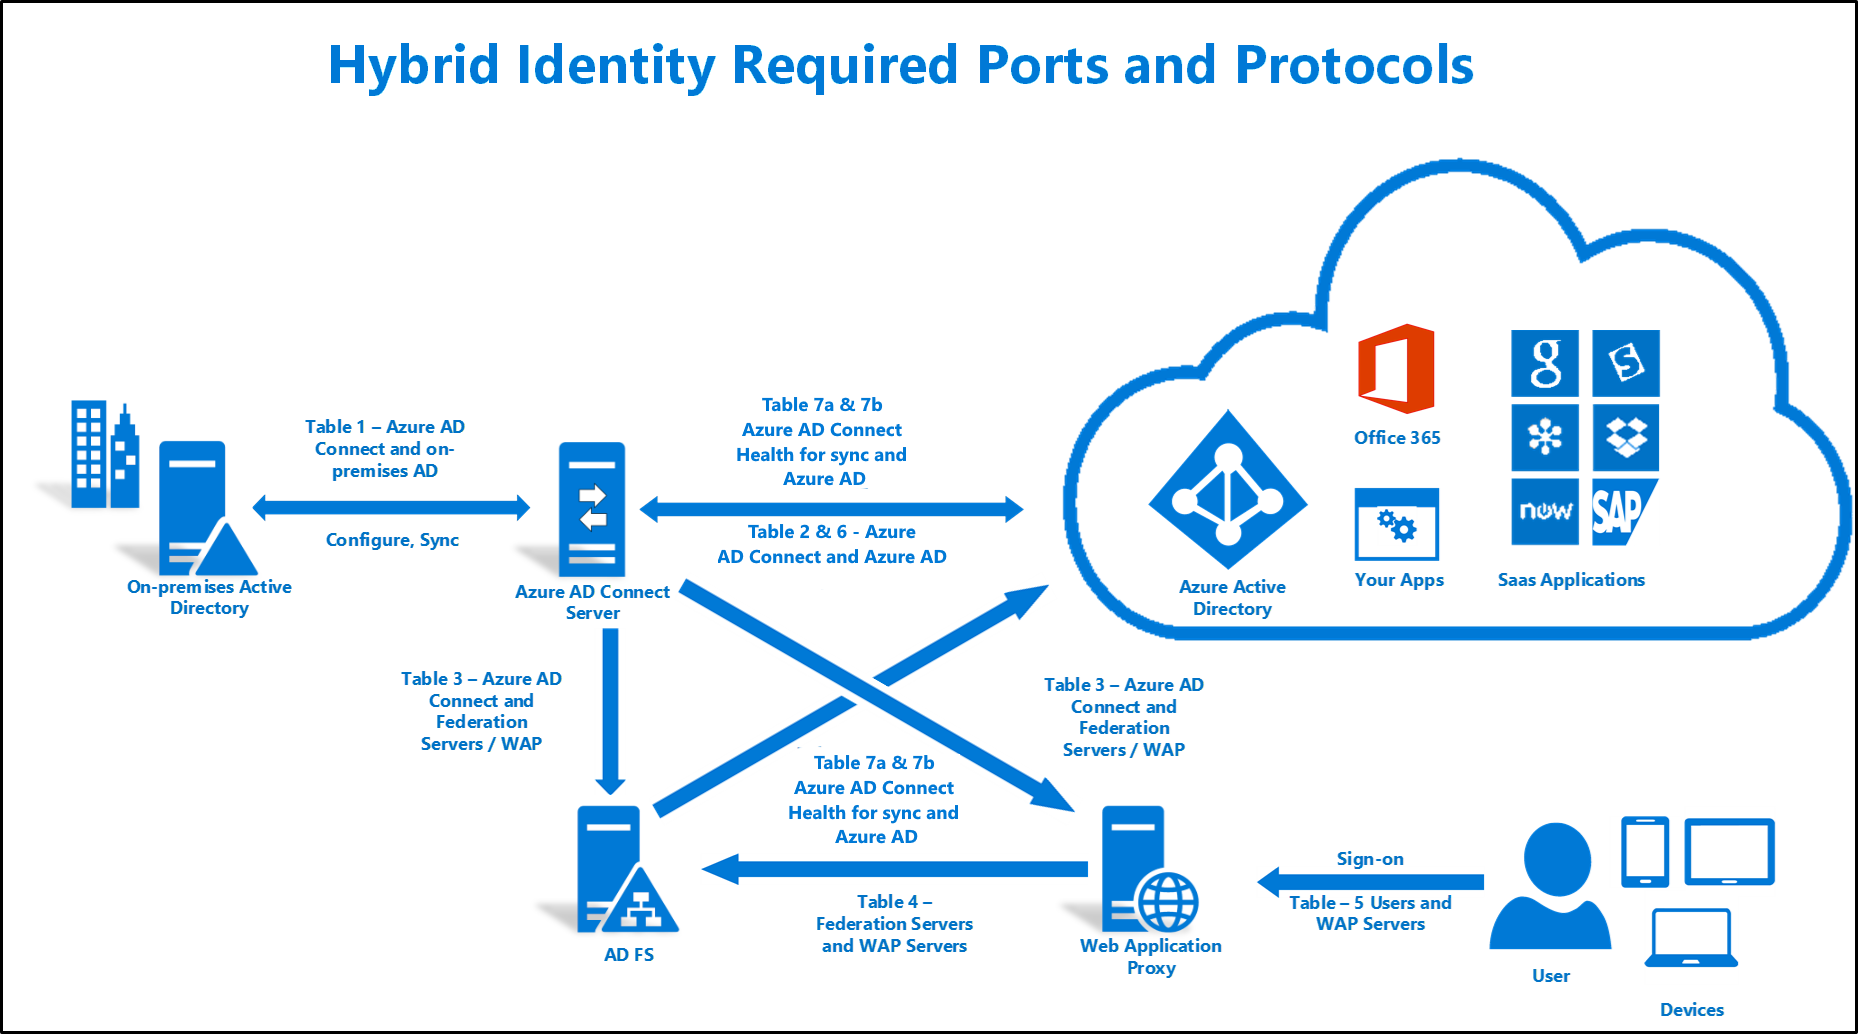 Hybrid Identity Required Ports and Protocols
Table 1 – Azure AD
Connect and on-
premises AD
Configure, Sync
On-premises Active
Directory
Azure AD Connect
Server
Table 7a & 7b
Azure AD Connect
Health for sync and
Azure AD
Table 2 & 6 - Azure
AD Connect and Azure AD
Azure Active
Directory
Office 365
Your Apps
g
S
now
SAP
Saas Applications
Table 3 – Azure AD
Connect and
Federation
Servers / WAP
Table 3 – Azure AD
Connect and
Federation
Servers / WAP
Table 7a & 7b
Azure AD Connect
Health for sync and
Azure AD
Table 4 –
Federation Servers
and WAP Servers
AD FS
Web Application
Proxy
Sign-on
Table – 5 Users and
WAP Servers
User
Devices